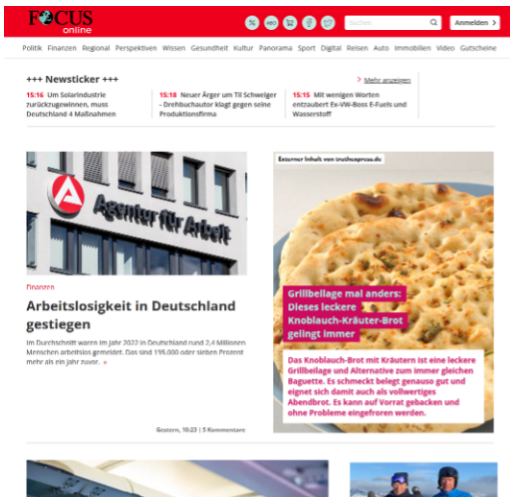 FOCUS
online
%
ABO
Suchen
Anmelden >
Politik Finanzen Regional Perspektiven Wissen Gesundheit Kultur Panorama Sport Digital Reisen Auto Immobilien Video Gutscheine
+++ Newsticker +++
> Mehr anzeigen
15:16 Um Solarindustrie
zurückzugewinnen, muss
Deutschland 4 Maßnahmen
15:18 Neuer Ärger um Til Schweiger
- Drehbuchautor klagt gegen seine
Produktionsfirma
15:15 Mit wenigen Worten
entzaubert Ex-VW-Boss E-Fuels und
Wasserstoff
Agentur für Arbeit
Finanzen
Arbeitslosigkeit in Deutschland
gestiegen
Im Durchschnitt waren im Jahr 2022 in Deutschland rund 2,4 Millionen
Menschen arbeitslos gemeldet. Das sind 195.000 oder sieben Prozent
mehr als ein Jahr zuvor. »
Gestern, 10:23 | 5 Kommentare
Externer Inhalt von truthxpress.de
Grillbeilage mal anders:
Dieses leckere
Knoblauch-Kräuter-Brot
gelingt immer
Das Knoblauch-Brot mit Kräutern ist eine leckere
Grillbeilage und Alternative zum immer gleichen
Baguette. Es schmeckt belegt genauso gut und
eignet sich damit auch als vollwertiges
Abendbrot. Es kann auf Vorrat gebacken und
ohne Probleme eingefroren werden.